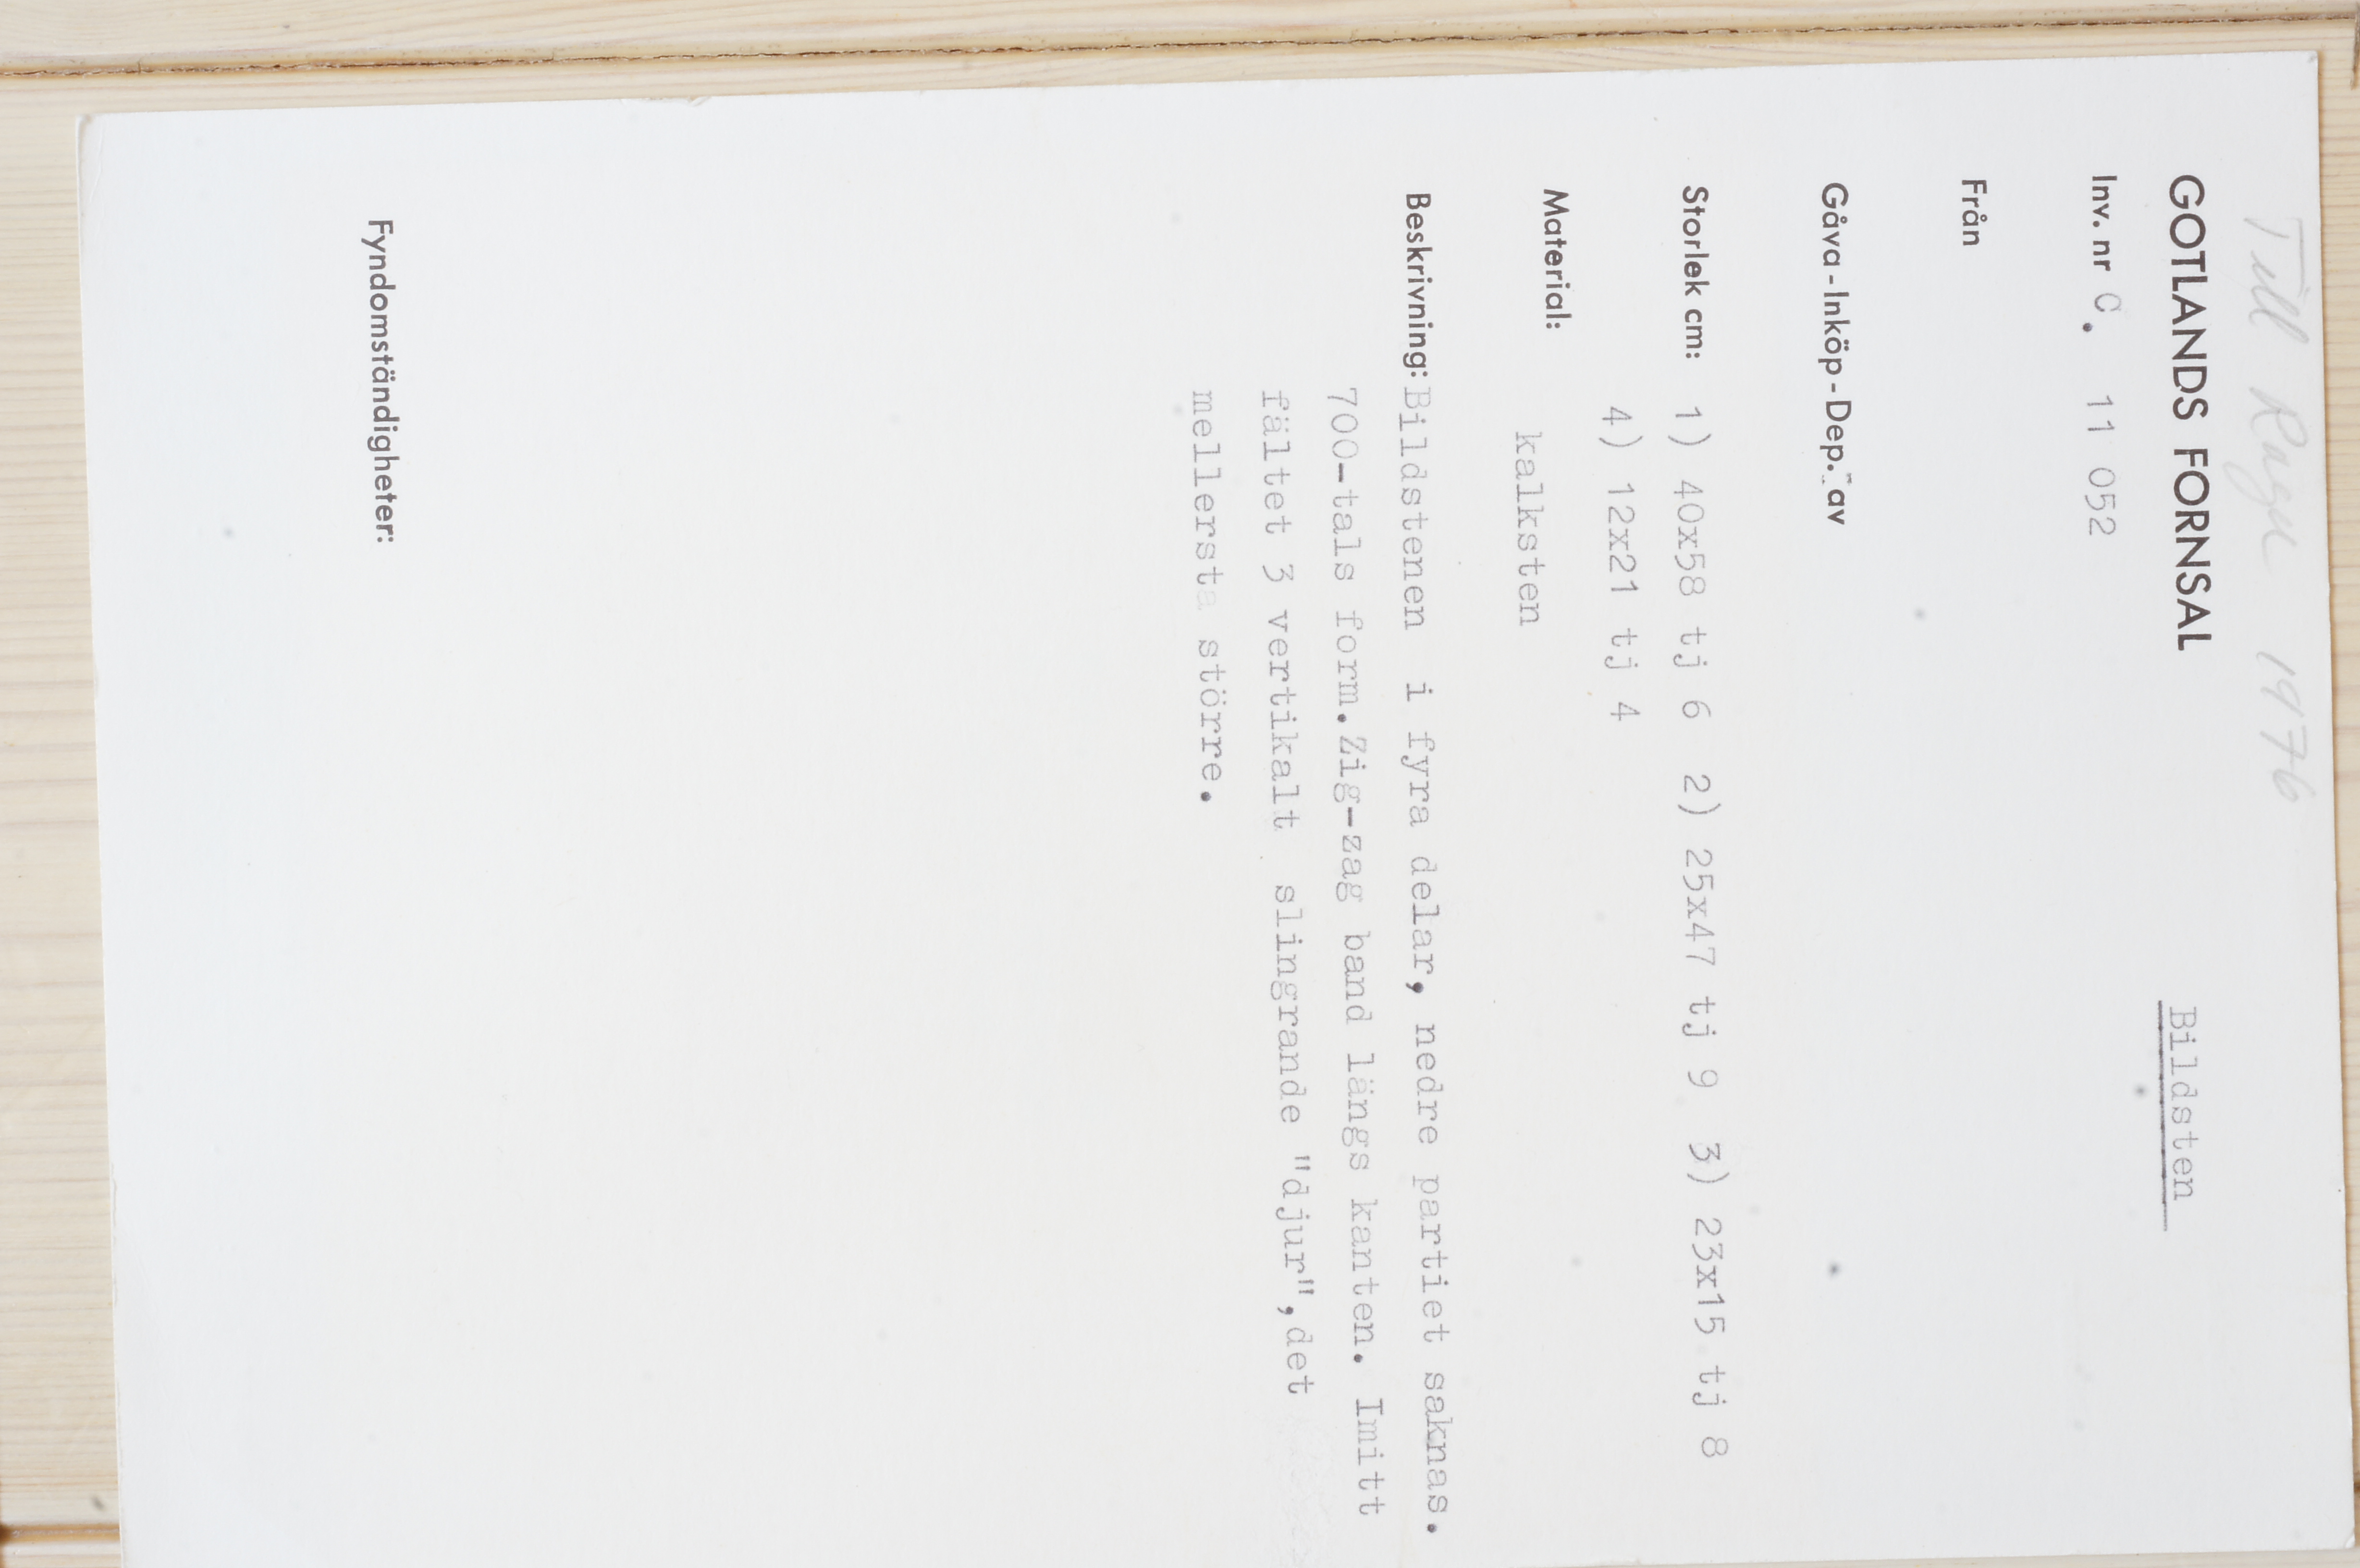 Till Ragu 1976
GOTLANDS FORNSAL Bildsten
Inv. nr C. 11 052
Från
Gåva-Inköp-Dep. av
Storlek cm: 1) 40x58 tj 6 2) 25x47 tj 9 3) 23x15 tj 8
4) 12x21 tj 4
Material: kalksten
Beskrivning: Bildstenen i fyra delar, nedre partiet saknas.
700-tals form.Zig-zag band längs kanten. Imitt
fältet 3 vertikalt slingrande "djur",det
mellersta större.
Fyndomständigheter: